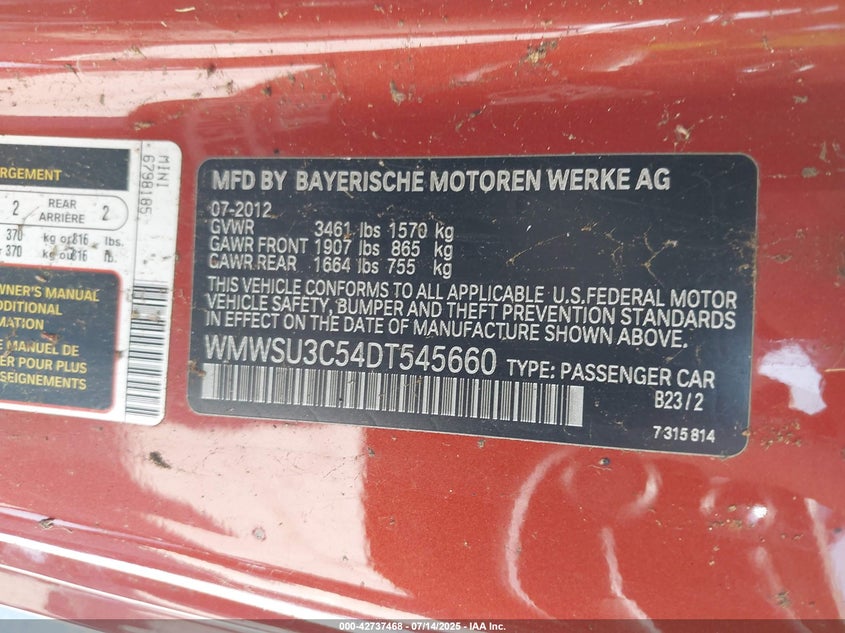 RGEMENT
2 REAR ARRIÈRE 2
370 kg or 816 lbs.
370 kg ou 816 lb.
WNER'S MANUAL
DDITIONAL
MATION
E MANUEL DE
ER POUR PLUS
EIGNEMENTS
MINI
6798185
MFD BY BAYERISCHE MOTOREN WERKE AG
07-2012
GVWR 3461 lbs 1570 kg
GAWR FRONT 1907 lbs 865 kg
GAWR REAR 1664 lbs 755 kg
THIS VEHICLE CONFORMS TO ALL APPLICABLE U.S.FEDERAL MOTOR
VEHICLE SAFETY, BUMPER AND THEFT PREVENTION STANDARDS
IN EFFECT ON THE DATE OF MANUFACTURE SHOWN ABOVE.
WMWSU3C54DT545660 TYPE: PASSENGER CAR
B23/2
7315814
000-42737468 - 07/14/2025 - IAA Inc.